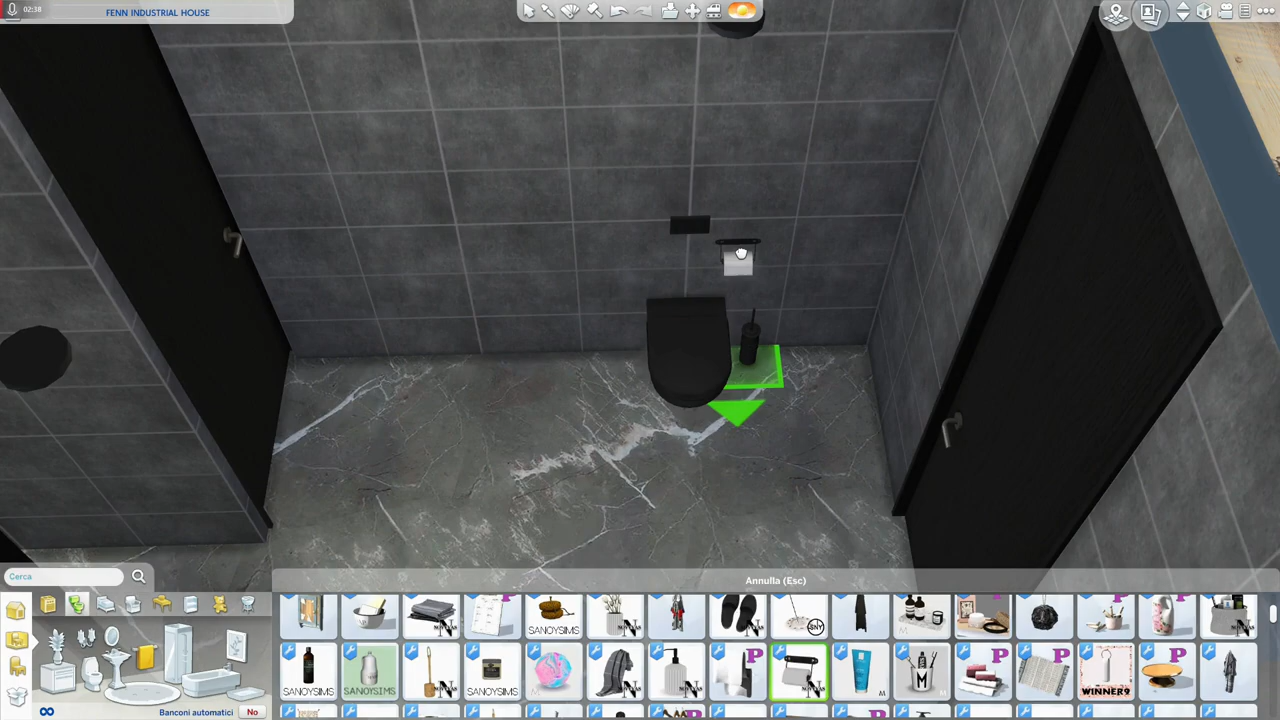 02:38
FENN INDUSTRIAL HOUSE
Annulla (Esc)
Cerca
SANOYSIMS
SANOYSIMS
SANOYSIMS
SANOYSIMS
WINNER9
Banconi automatici
No